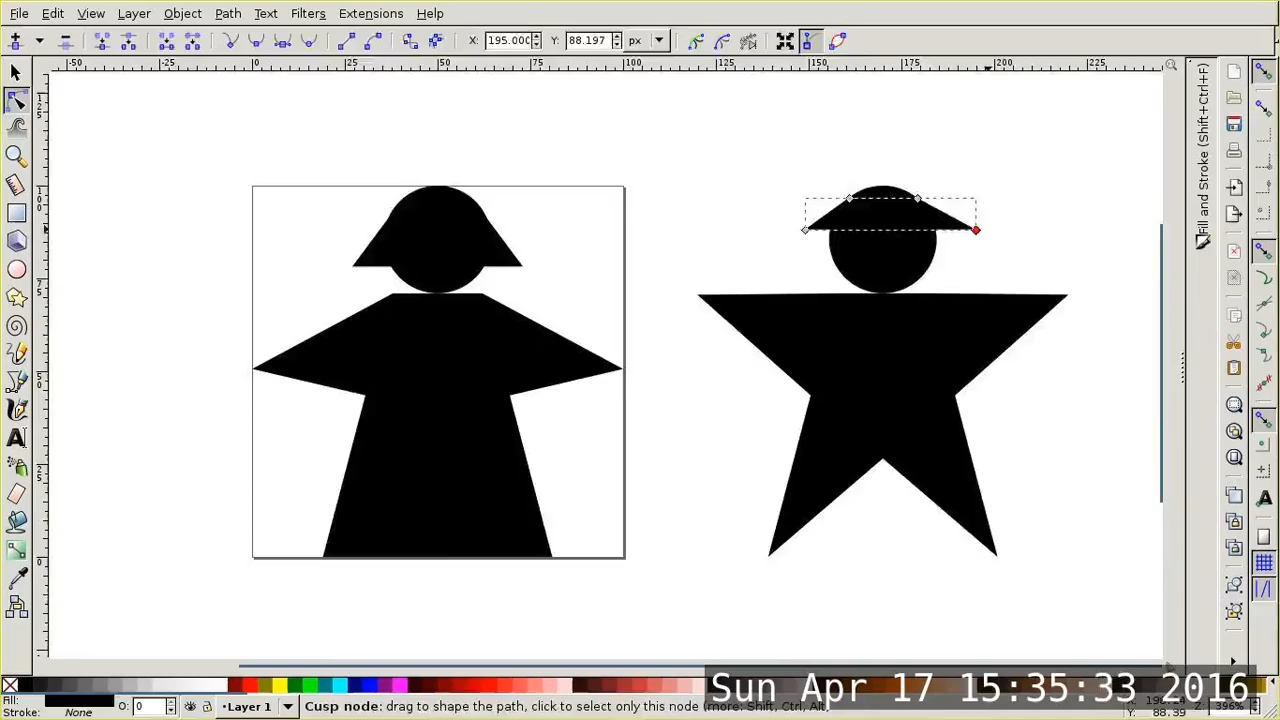 File Edit View Layer Object Path Text Filters Extensions Help
X: 195.000 Y: 88.197 px
-50 -25 0 25 50 75 100 150 175 200 225
Fill and Stroke (Shift+Ctrl+F)
Fill:
Stroke: None
O: 0
Layer 1
Cusp node: drag to shape the path, click to select only this node (more: Shift, Ctrl, Alt)
Y: 88.39
Z: 396%
Sun Apr 17 15:35:33 2016